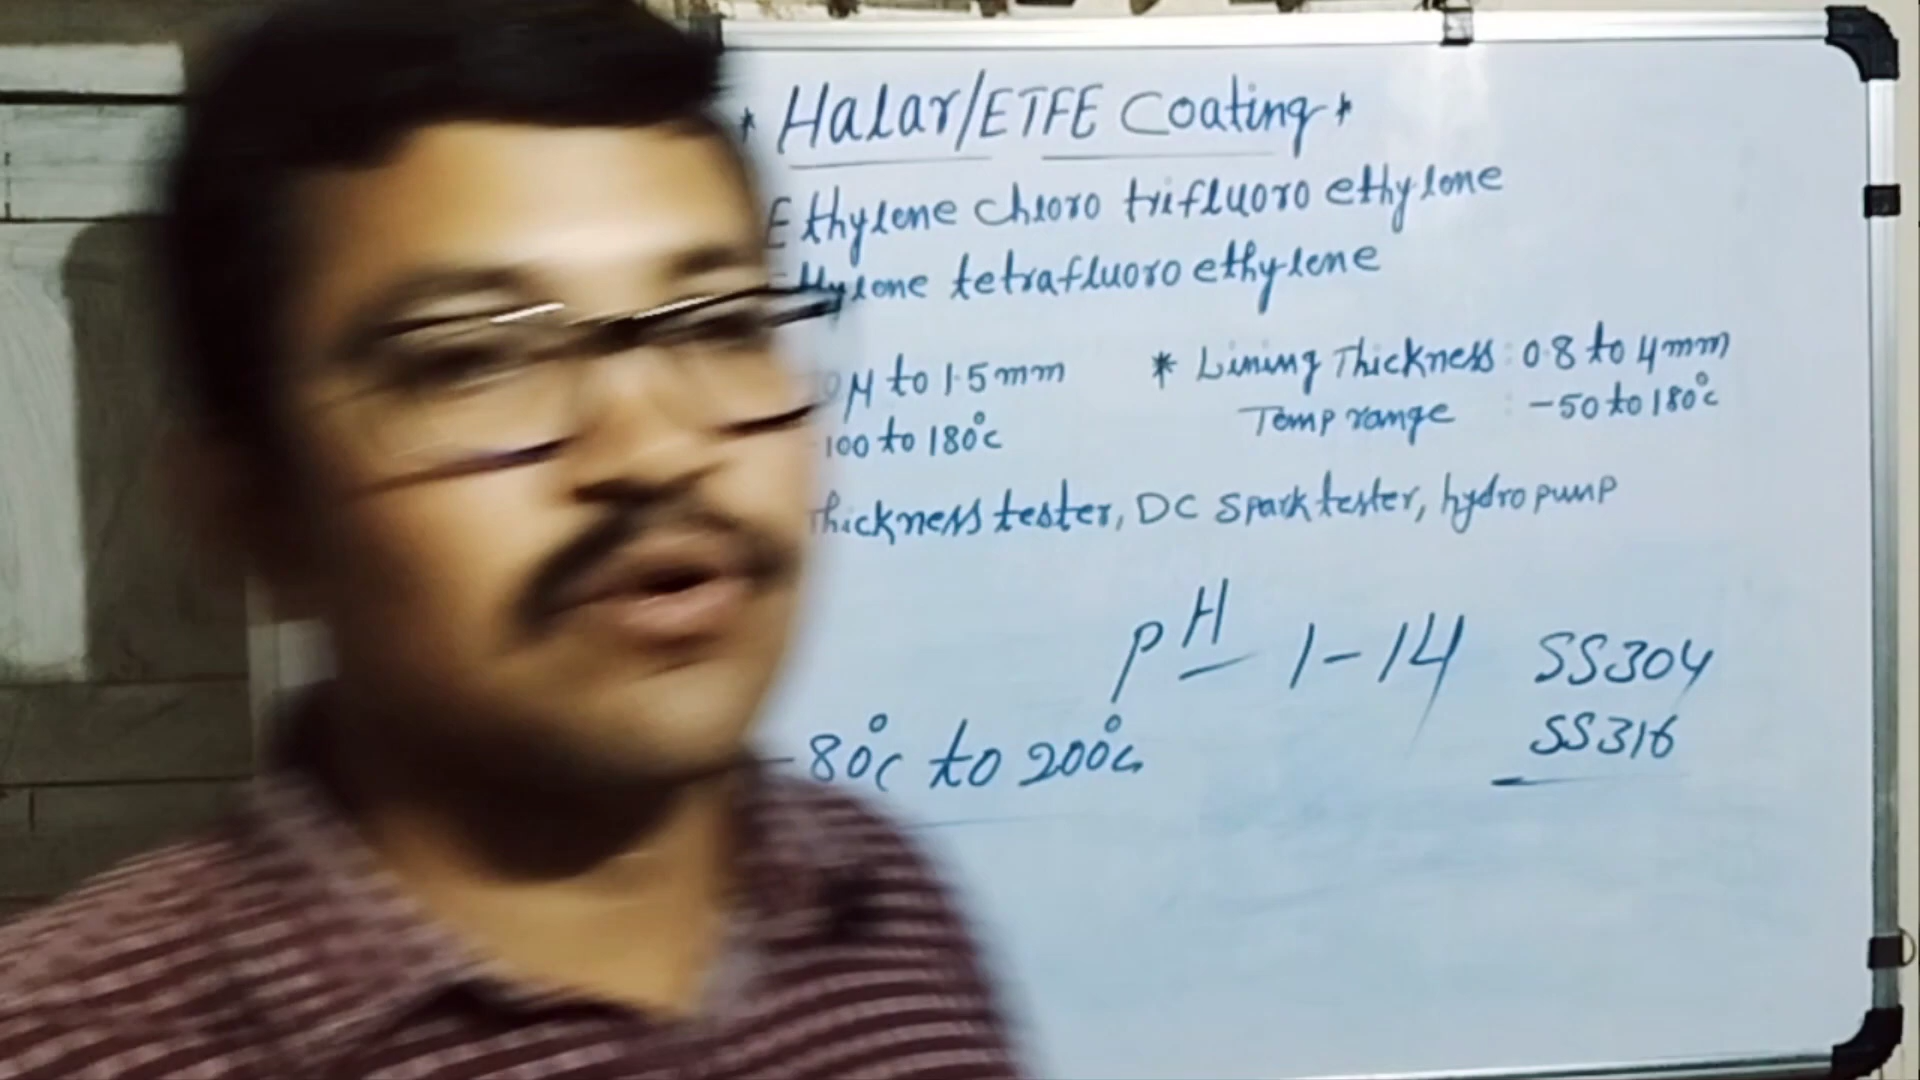 * Halar/ETFE Coating *
Ethylene chloro trifluoro ethylene
tetrafluoro ethylene
μ to 1.5mm * Lining Thickness : 0.8 to 4mm
100 to 180°c Temp range : -50 to 180°c
Thickness tester, DC spark tester, hydro pump
pH - 1-14 SS304
-80°c to 200°c SS316